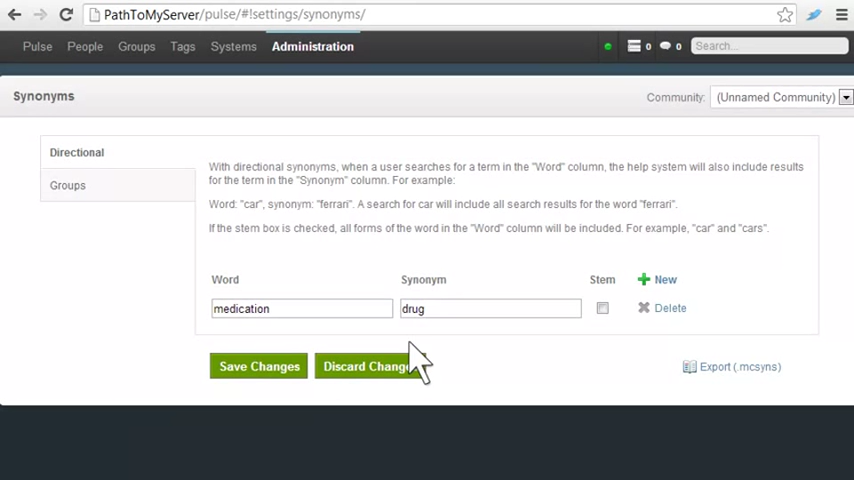 PathToMyServer/pulse/#!settings/synonyms/
Pulse People Groups Tags Systems Administration 0 0 Search...
Synonyms Community: (Unnamed Community)
Directional
Groups
With directional synonyms, when a user searches for a term in the "Word" column, the help system will also include results
for the term in the "Synonym" column. For example:
Word: "car", synonym: "ferrari". A search for car will include all search results for the word "ferrari".
If the stem box is checked, all forms of the word in the "Word" column will be included. For example, "car" and "cars".
Word Synonym Stem New
medication drug Delete
Save Changes Discard Export (.mcsyns)